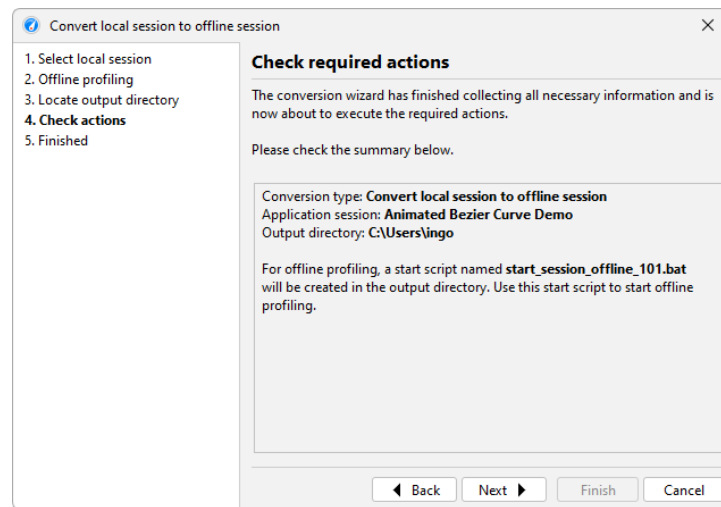 Convert local session to offline session
1. Select local session
2. Offline profiling
3. Locate output directory
4. Check actions
5. Finished
Check required actions
The conversion wizard has finished collecting all necessary information and is
now about to execute the required actions.
Please check the summary below.
Conversion type: Convert local session to offline session
Application session: Animated Bezier Curve Demo
Output directory: C:\Users\ingo
For offline profiling, a start script named start_session_offline_101.bat
will be created in the output directory. Use this start script to start offline
profiling.
Back
Next
Finish
Cancel